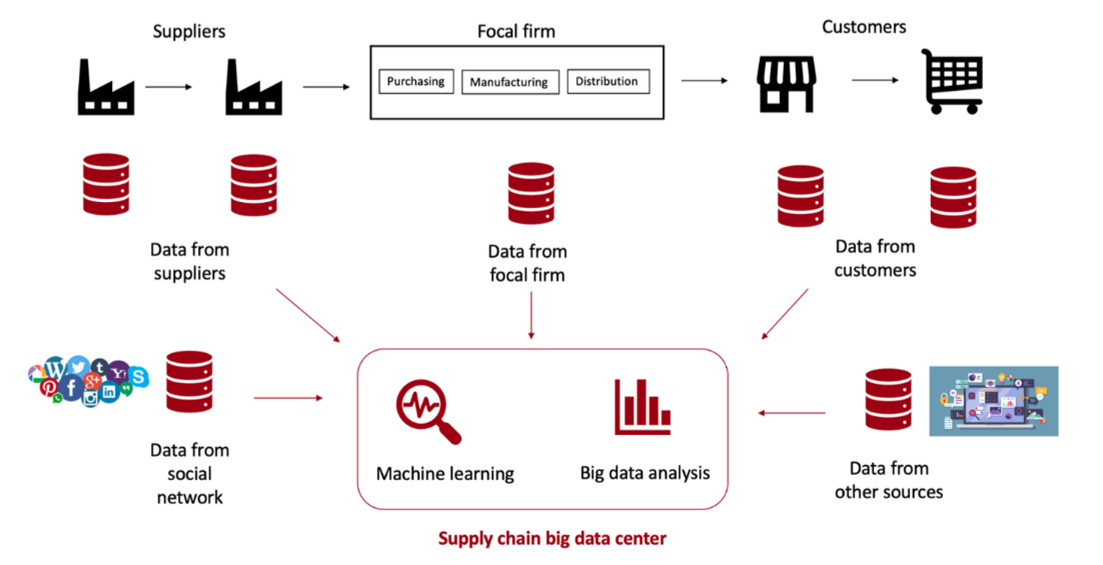 Suppliers
Focal firm
Customers
Purchasing
Manufacturing
Distribution
Data from
suppliers
Data from
focal firm
Data from
customers
Data from
social
network
Machine learning
Big data analysis
Data from
other sources
Supply chain big data center